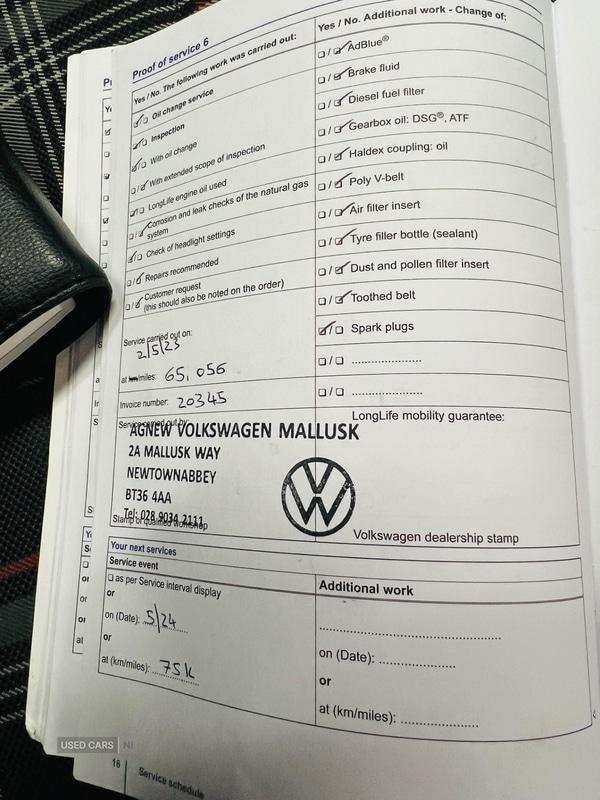 Proof of service 6
Yes / No. The following work was carried out:
☑/☐ Oil change service
☑/☐ Inspection
☑/☐ With oil change
☐/☑ With extended scope of inspection
☑/☐ LongLife engine oil used
☐/☑ Corrosion and leak checks of the natural gas
system
☑/☐ Check of headlight settings
☐/☑ Repairs recommended
☐/☑ Customer request
(this should also be noted on the order)
Service carried out on:
2/5/23
at km/miles: 65,056
Invoice number: 20345
Service carried out by:
AGNEW VOLKSWAGEN MALLUSK
2A MALLUSK WAY
NEWTOWNABBEY
BT36 4AA
Tel: 028 9034 2111
Stamp of qualified workshop
Yes / No. Additional work - Change of:
☐/☑ AdBlue®
☐/☑ Brake fluid
☐/☑ Diesel fuel filter
☐/☑ Gearbox oil: DSG®, ATF
☐/☑ Haldex coupling: oil
☐/☑ Poly V-belt
☐/☑ Air filter insert
☐/☑ Tyre filler bottle (sealant)
☐/☑ Dust and pollen filter insert
☐/☑ Toothed belt
☑/☐ Spark plugs
☐/☐ ......................
☐/☐ ......................
LongLife mobility guarantee:
VW
Volkswagen dealership stamp
Your next services
Service event
☐ as per Service interval display
or
on (Date): 5/24
or
at (km/miles): 75K
Additional work
......................................................
on (Date): ......................
or
at (km/miles): ......................
USED CARS NI
16 Service schedule